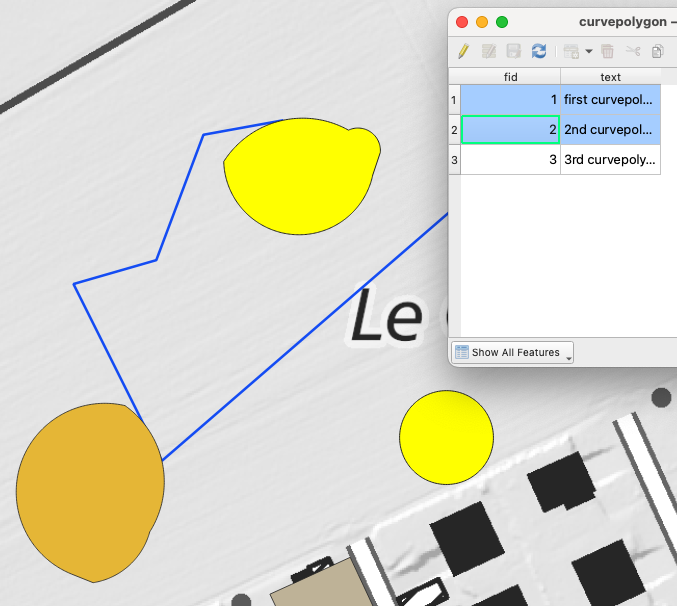 curvepolygon –
fid text
1 1 first curvepol...
2 2 2nd curvepol...
3 3 3rd curvepoly...
Le
Show All Features